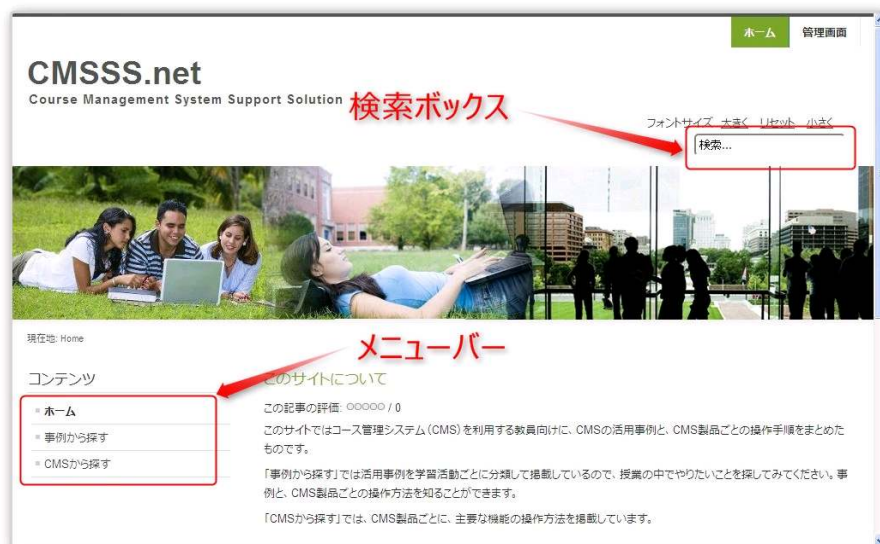 ホーム 管理画面
CMSSS.net
Course Management System Support Solution
検索ボックス
フォントサイズ 大きく リセット 小さく
検索...
現在地: Home
メニューバー
コンテンツ
ホーム
事例から探す
CMSから探す
このサイトについて
この記事の評価: / 0
このサイトではコース管理システム(CMS)を利用する教員向けに、CMSの活用事例と、CMS製品ごとの操作手順をまとめた
ものです。
「事例から探す」では活用事例を学習活動ごとに分類して掲載しているので、授業の中でやりたいことを探してみてください。事
例と、CMS製品ごとの操作方法を知ることができます。
「CMSから探す」では、CMS製品ごとに、主要な機能の操作方法を掲載しています。